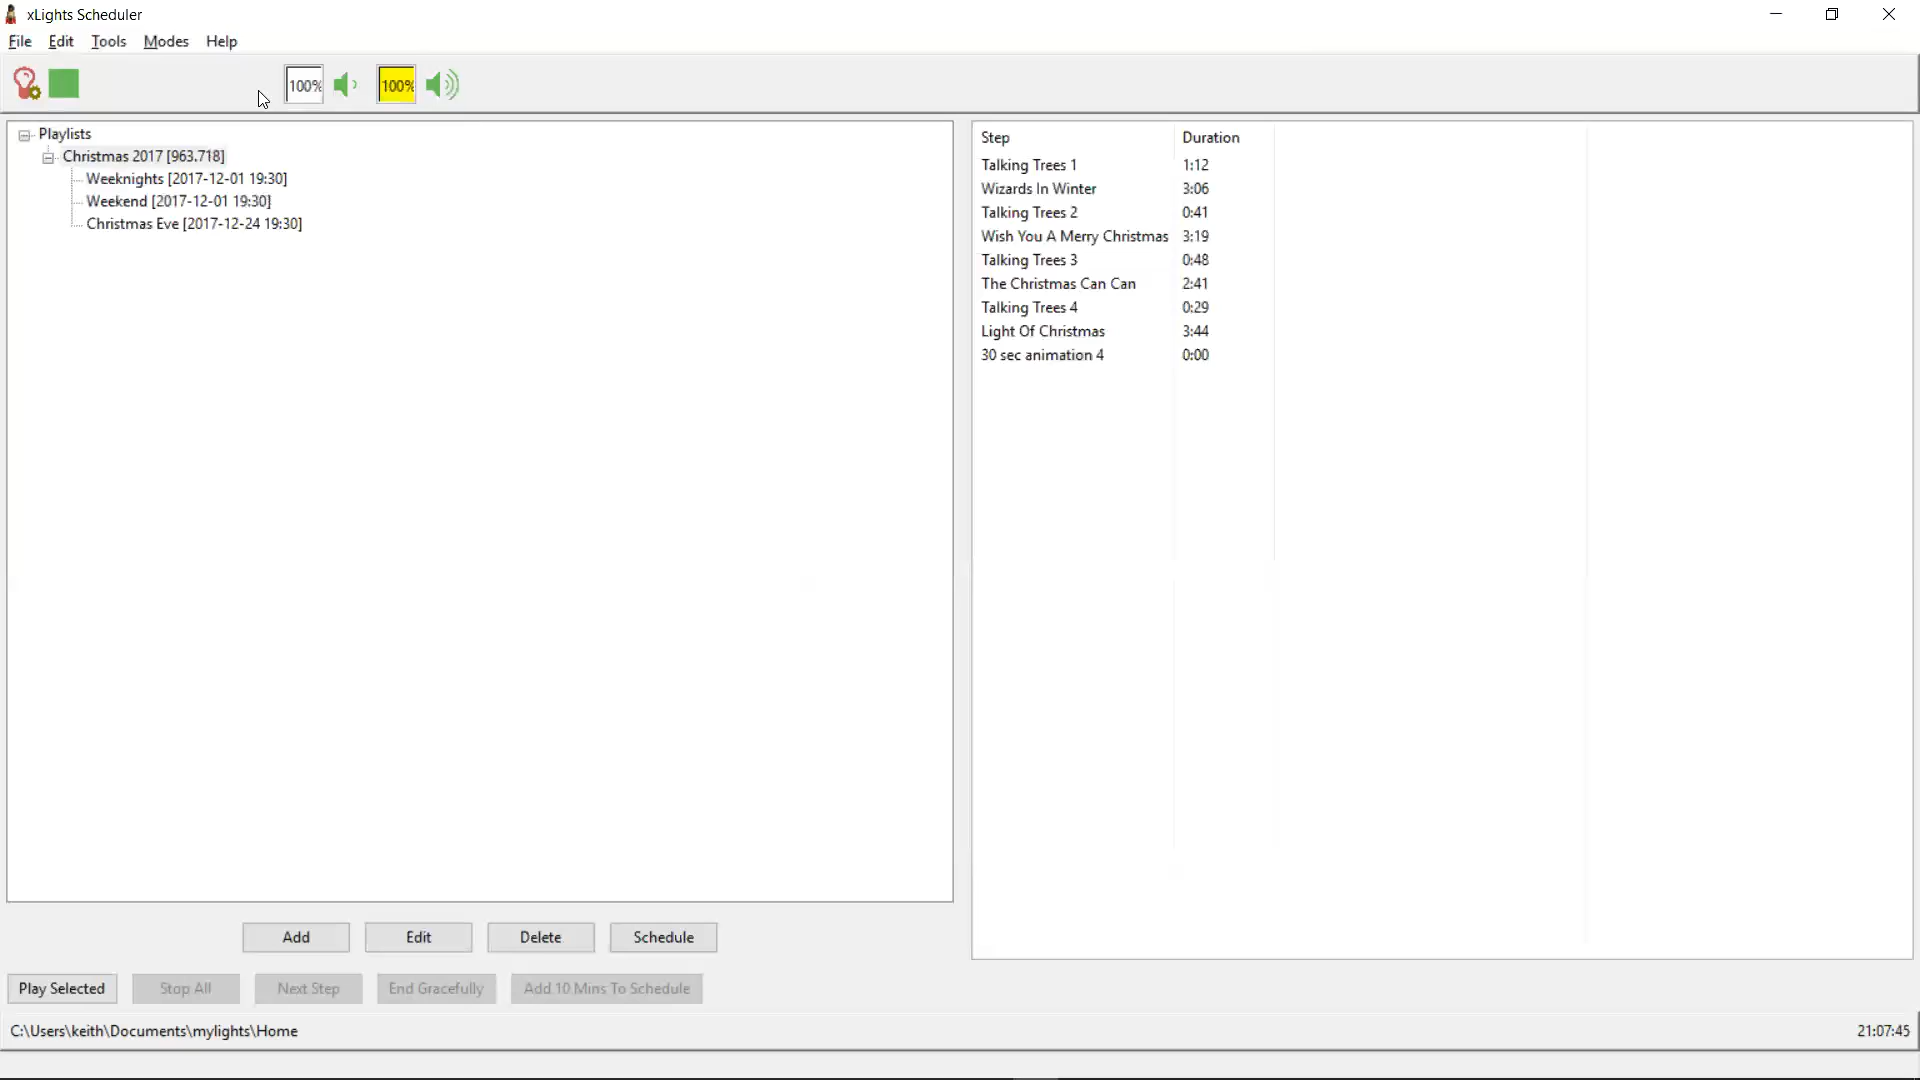 xLights Scheduler
File Edit Tools Modes Help
100% 100%
Playlists
Christmas 2017 [963.718]
Weeknights [2017-12-01 19:30]
Weekend [2017-12-01 19:30]
Christmas Eve [2017-12-24 19:30]
Step Duration
Talking Trees 1 1:12
Wizards In Winter 3:06
Talking Trees 2 0:41
Wish You A Merry Christmas 3:19
Talking Trees 3 0:48
The Christmas Can Can 2:41
Talking Trees 4 0:29
Light Of Christmas 3:44
30 sec animation 4 0:00
Add Edit Delete Schedule
Play Selected Stop All Next Step End Gracefully Add 10 Mins To Schedule
C:\Users\keith\Documents\mylights\Home 21:07:45